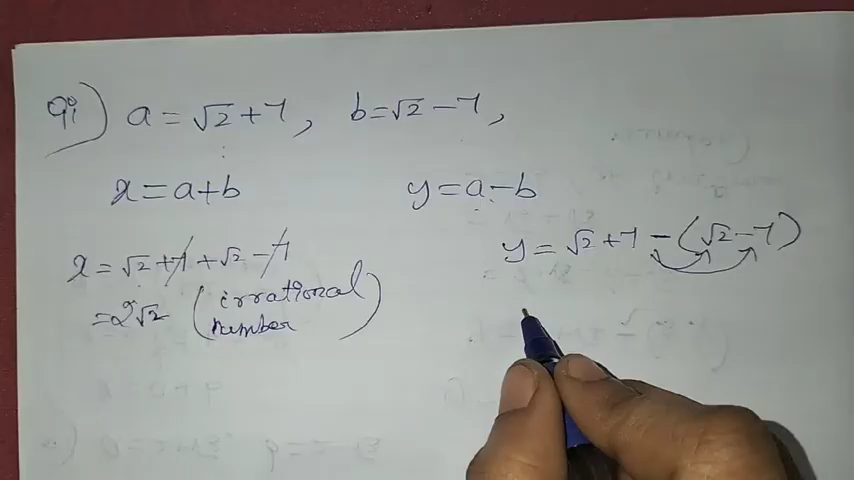 9i) a = √2 + 7, b = √2 - 7,
x = a + b
y = a - b
x = √2 + 7 + √2 - 7
= 2√2 (irrational number)
y = √2 + 7 - (√2 - 7)